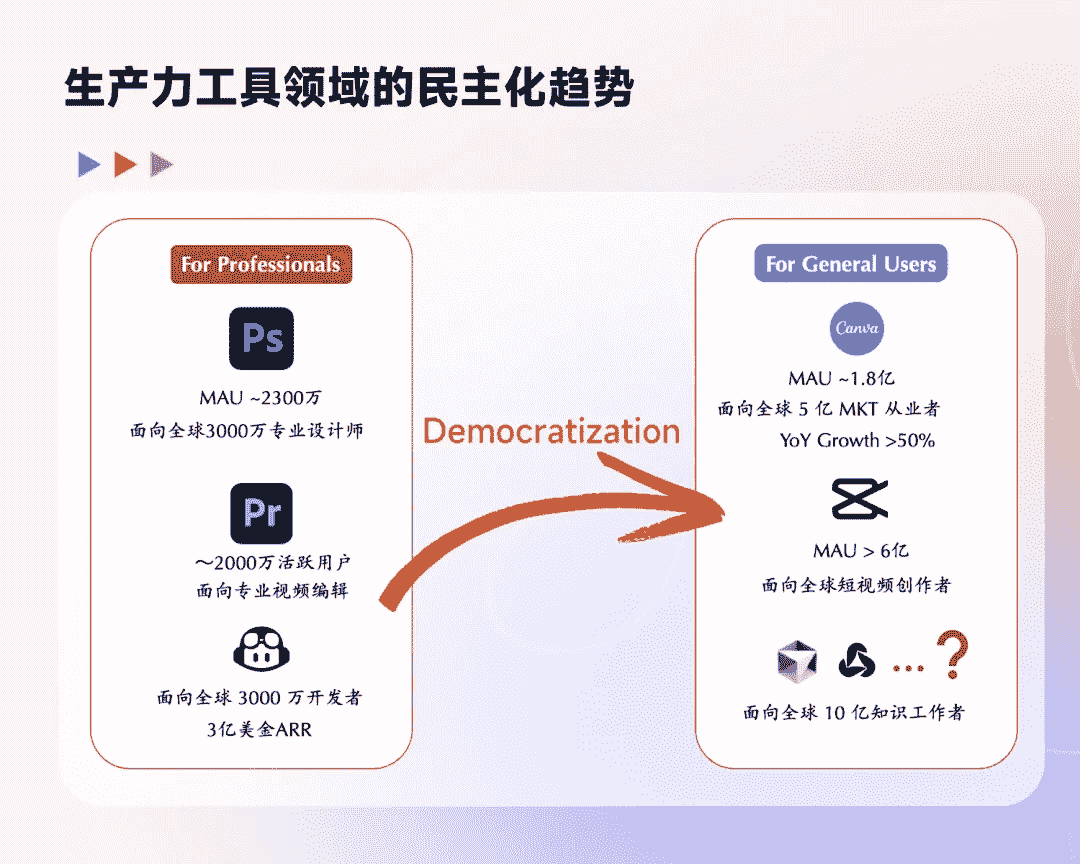 生产力工具领域的民主化趋势
For Professionals
Ps
MAU ~2300万
面向全球3000万专业设计师
Pr
～2000万活跃用户
面向专业视频编辑
面向全球 3000 万开发者
3亿美金ARR
Democratization
For General Users
Canva
MAU ~1.8亿
面向全球 5 亿 MKT 从业者
YoY Growth >50%
MAU > 6亿
面向全球短视频创作者
... ?
面向全球 10 亿知识工作者